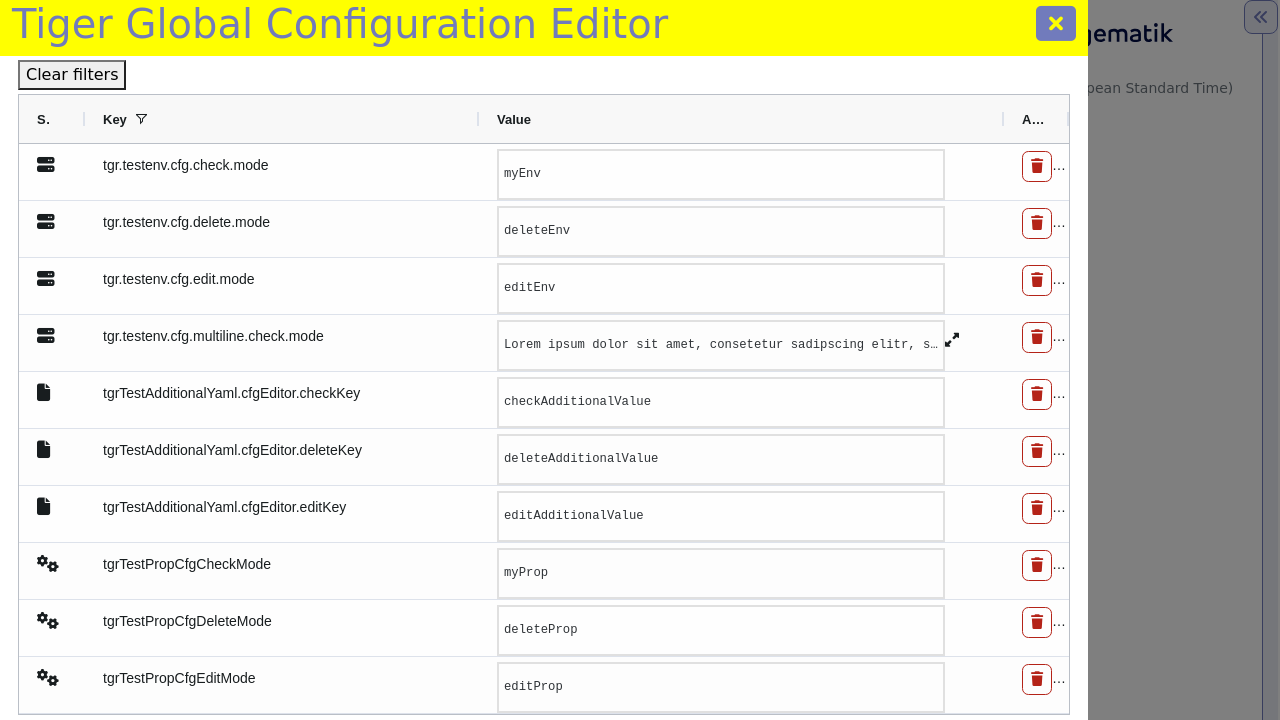 Tiger Global Configuration Editor
gematik
pean Standard Time)
Clear filters
S. Key Value A…
tgr.testenv.cfg.check.mode myEnv …
tgr.testenv.cfg.delete.mode deleteEnv …
tgr.testenv.cfg.edit.mode editEnv …
tgr.testenv.cfg.multiline.check.mode Lorem ipsum dolor sit amet, consetetur sadipscing elitr, s… …
tgrTestAdditionalYaml.cfgEditor.checkKey checkAdditionalValue …
tgrTestAdditionalYaml.cfgEditor.deleteKey deleteAdditionalValue …
tgrTestAdditionalYaml.cfgEditor.editKey editAdditionalValue …
tgrTestPropCfgCheckMode myProp …
tgrTestPropCfgDeleteMode deleteProp …
tgrTestPropCfgEditMode editProp …